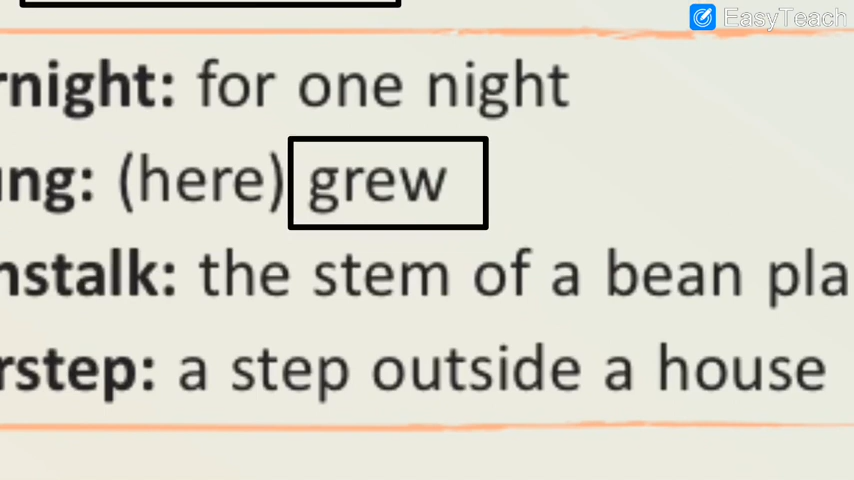 EasyTeach
rnight: for one night
ung: (here) grew
nstalk: the stem of a bean pla
rstep: a step outside a house